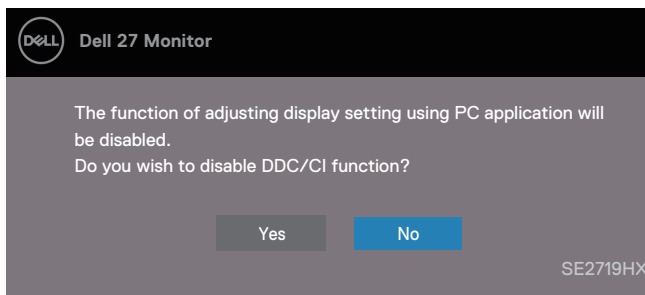 DELL
Dell 27 Monitor
The function of adjusting display setting using PC application will
be disabled.
Do you wish to disable DDC/CI function?
Yes No
SE2719HX